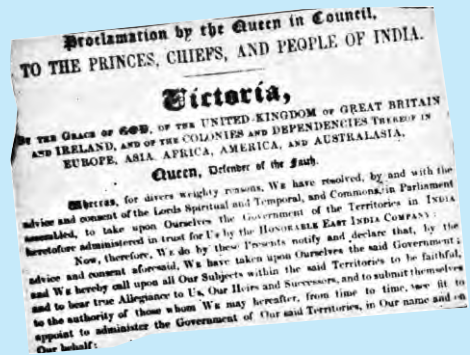 Proclamation by the Queen in Council,
TO THE PRINCES, CHIEFS, AND PEOPLE OF INDIA.
Victoria,
BY THE GRACE OF GOD, OF THE UNITED KINGDOM OF GREAT BRITAIN
AND IRELAND, AND OF THE COLONIES AND DEPENDENCIES THEREOF IN
EUROPE, ASIA, AFRICA, AMERICA, AND AUSTRALASIA,
Queen, Defender of the Faith.
Whereas, for divers weighty reasons, WE have resolved, by and with the
advice and consent of the Lords Spiritual and Temporal, and Commons, in Parliament
assembled, to take upon Ourselves the Government of the Territories in INDIA
heretofore administered in trust for Us by the HONORABLE EAST INDIA COMPANY:
Now, therefore, WE do by these Presents notify and declare that, by the
advice and consent aforesaid, WE have taken upon Ourselves the said Government;
and WE hereby call upon all Our Subjects within the said Territories to be faithful,
and to bear true Allegiance to Us, Our Heirs and Successors, and to submit themselves
to the authority of those whom WE may hereafter, from time to time, see fit to
appoint to administer the Government of Our said Territories, in Our name and on
Our behalf: